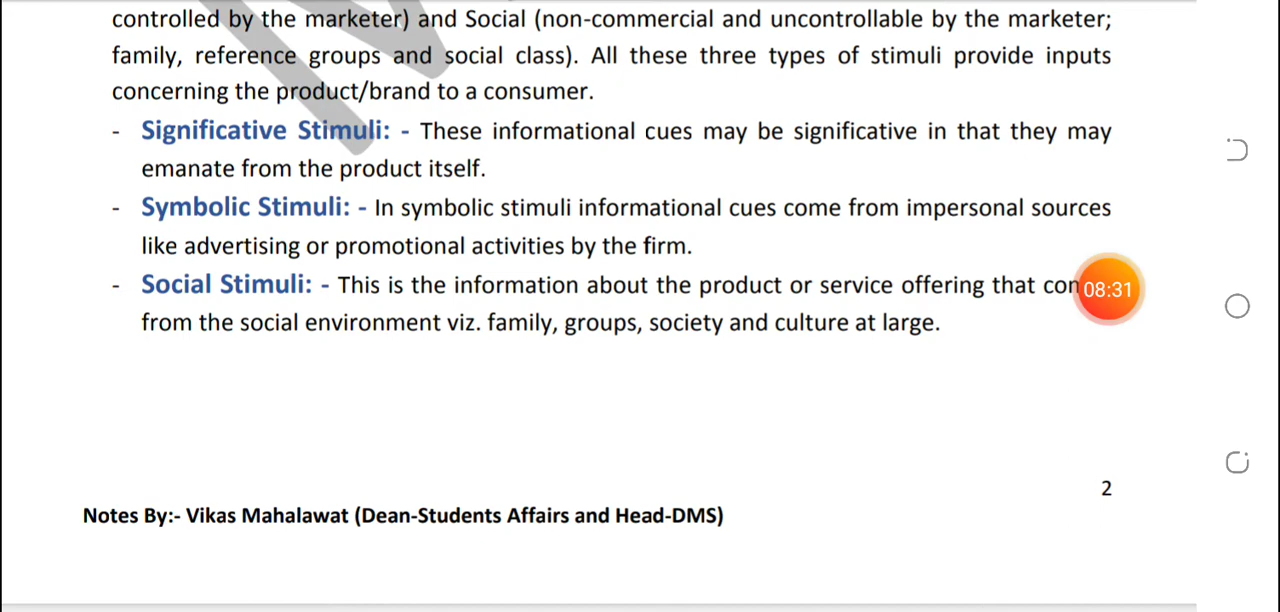 controlled by the marketer) and Social (non-commercial and uncontrollable by the marketer;
family, reference groups and social class). All these three types of stimuli provide inputs
concerning the product/brand to a consumer.
- Significative Stimuli: - These informational cues may be significative in that they may
emanate from the product itself.
- Symbolic Stimuli: - In symbolic stimuli informational cues come from impersonal sources
like advertising or promotional activities by the firm.
- Social Stimuli: - This is the information about the product or service offering that con
08:31
from the social environment viz. family, groups, society and culture at large.
2
Notes By:- Vikas Mahalawat (Dean-Students Affairs and Head-DMS)